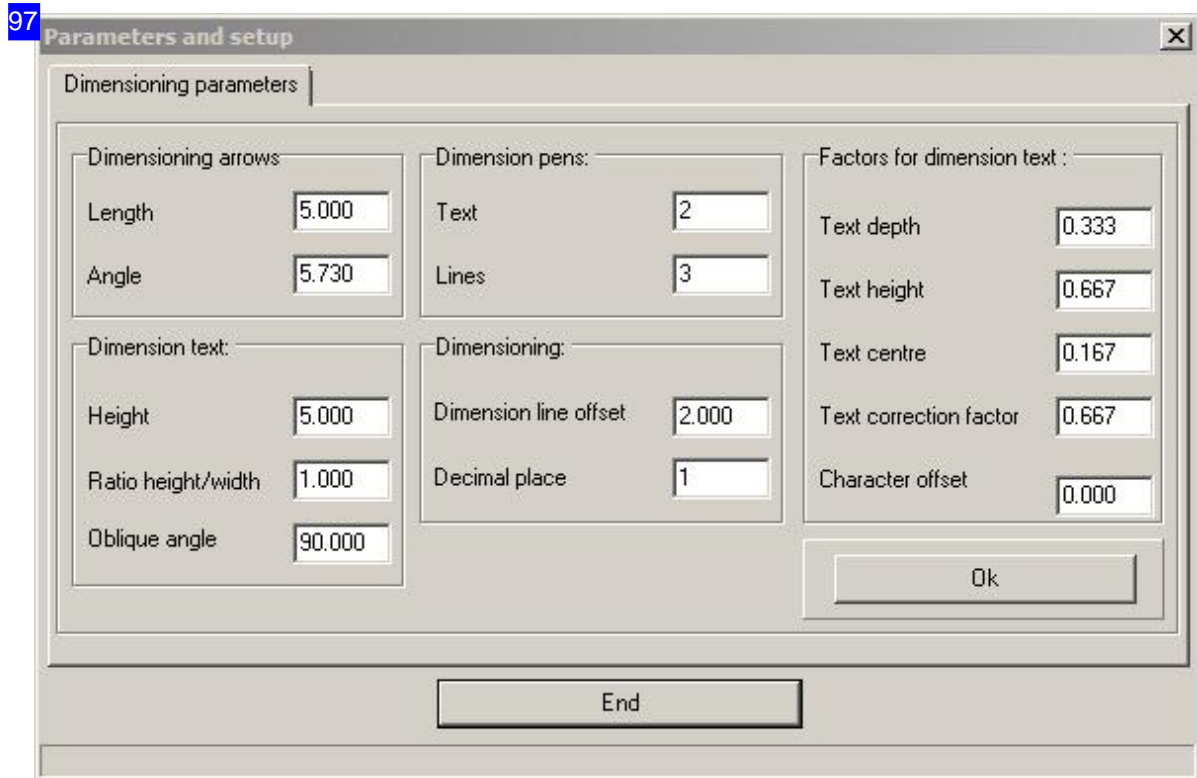 97
Parameters and setup
Dimensioning parameters
Dimensioning arrows
Length 5.000
Angle 5.730
Dimension pens:
Text 2
Lines 3
Factors for dimension text :
Text depth 0.333
Text height 0.667
Text centre 0.167
Text correction factor 0.667
Character offset 0.000
Dimension text:
Height 5.000
Ratio height/width 1.000
Oblique angle 90.000
Dimensioning:
Dimension line offset 2.000
Decimal place 1
Ok
End